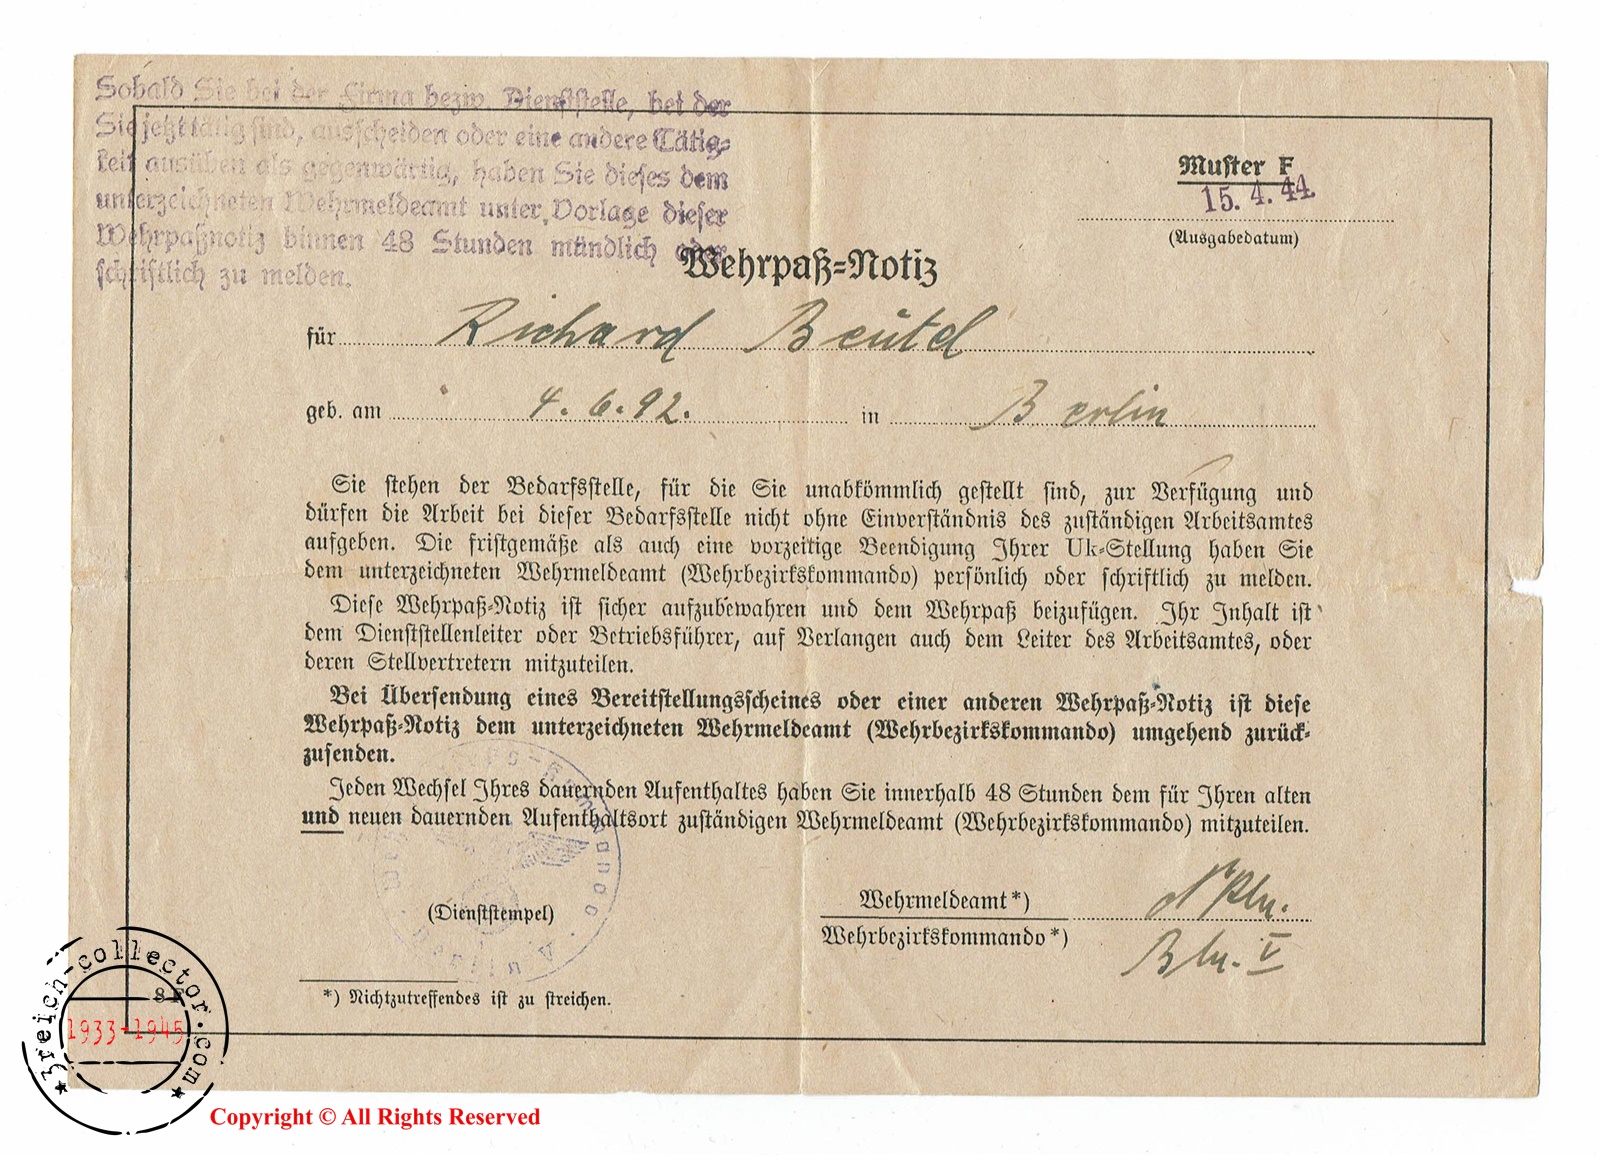 Sobald Sie bei der Firma bezw. Dienststelle, bei der
Sie jetzt tätig sind, ausscheiden oder eine andere Tätig-
keit ausüben als gegenwärtig, haben Sie dieses dem
unterzeichneten Wehrmeldeamt unter Vorlage dieser
Wehrpaßnotiz binnen 48 Stunden mündlich oder
schriftlich zu melden.
Muster F
15. 4. 44.
(Ausgabedatum)
Wehrpaß-Notiz
für Richard Beutel
geb. am 4. 6. 92. in Berlin
Sie stehen der Bedarfsstelle, für die Sie unabkömmlich gestellt sind, zur Verfügung und
dürfen die Arbeit bei dieser Bedarfsstelle nicht ohne Einverständnis des zuständigen Arbeitsamtes
aufgeben. Die fristgemäße als auch eine vorzeitige Beendigung Ihrer Uk-Stellung haben Sie
dem unterzeichneten Wehrmeldeamt (Wehrbezirkskommando) persönlich oder schriftlich zu melden.
Diese Wehrpaß-Notiz ist sicher aufzubewahren und dem Wehrpaß beizufügen. Ihr Inhalt ist
dem Dienststellenleiter oder Betriebsführer, auf Verlangen auch dem Leiter des Arbeitsamtes, oder
deren Stellvertretern mitzuteilen.
Bei Übersendung eines Bereitstellungsscheines oder einer anderen Wehrpaß-Notiz ist diese
Wehrpaß-Notiz dem unterzeichneten Wehrmeldeamt (Wehrbezirkskommando) umgehend zurück-
zusenden.
Jeden Wechsel Ihres dauernden Aufenthaltes haben Sie innerhalb 48 Stunden dem für Ihren alten
und neuen dauernden Aufenthaltsort zuständigen Wehrmeldeamt (Wehrbezirkskommando) mitzuteilen.
(Dienststempel)
Wehrmeldeamt *)
Wehrbezirkskommando *)
Bln. V
*) Nichtzutreffendes ist zu streichen.
3reich-collector.com
1933-1945
Copyright © All Rights Reserved